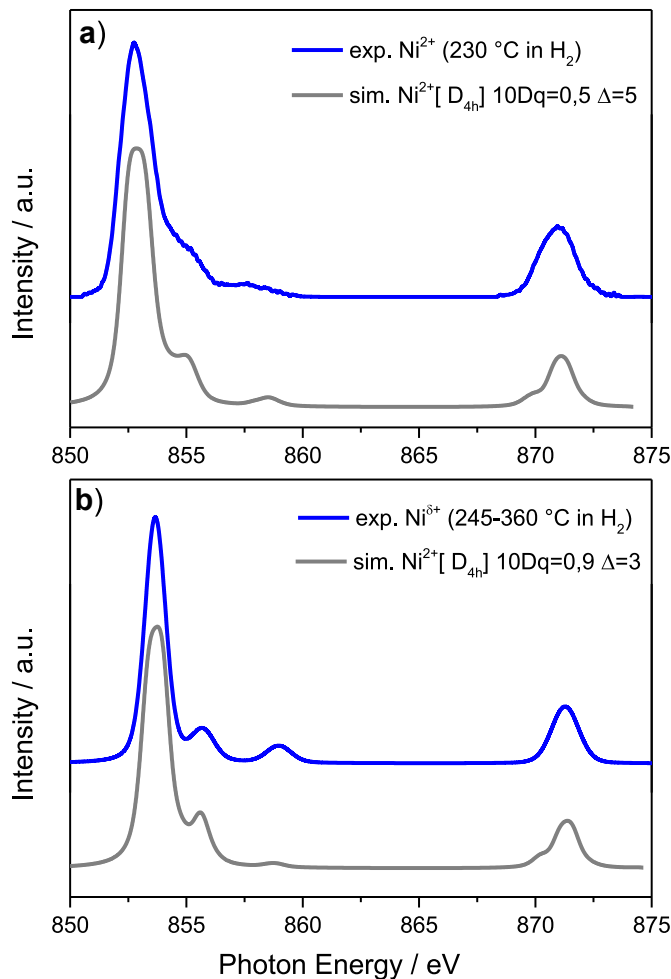 a)
exp. Ni²⁺ (230 °C in H₂)
sim. Ni²⁺[ D₄ₕ] 10Dq=0,5 Δ=5
Intensity / a.u.
850 855 860 865 870 875
b)
exp. Niᵟ⁺ (245-360 °C in H₂)
sim. Ni²⁺[ D₄ₕ] 10Dq=0,9 Δ=3
Intensity / a.u.
850 855 860 865 870 875
Photon Energy / eV